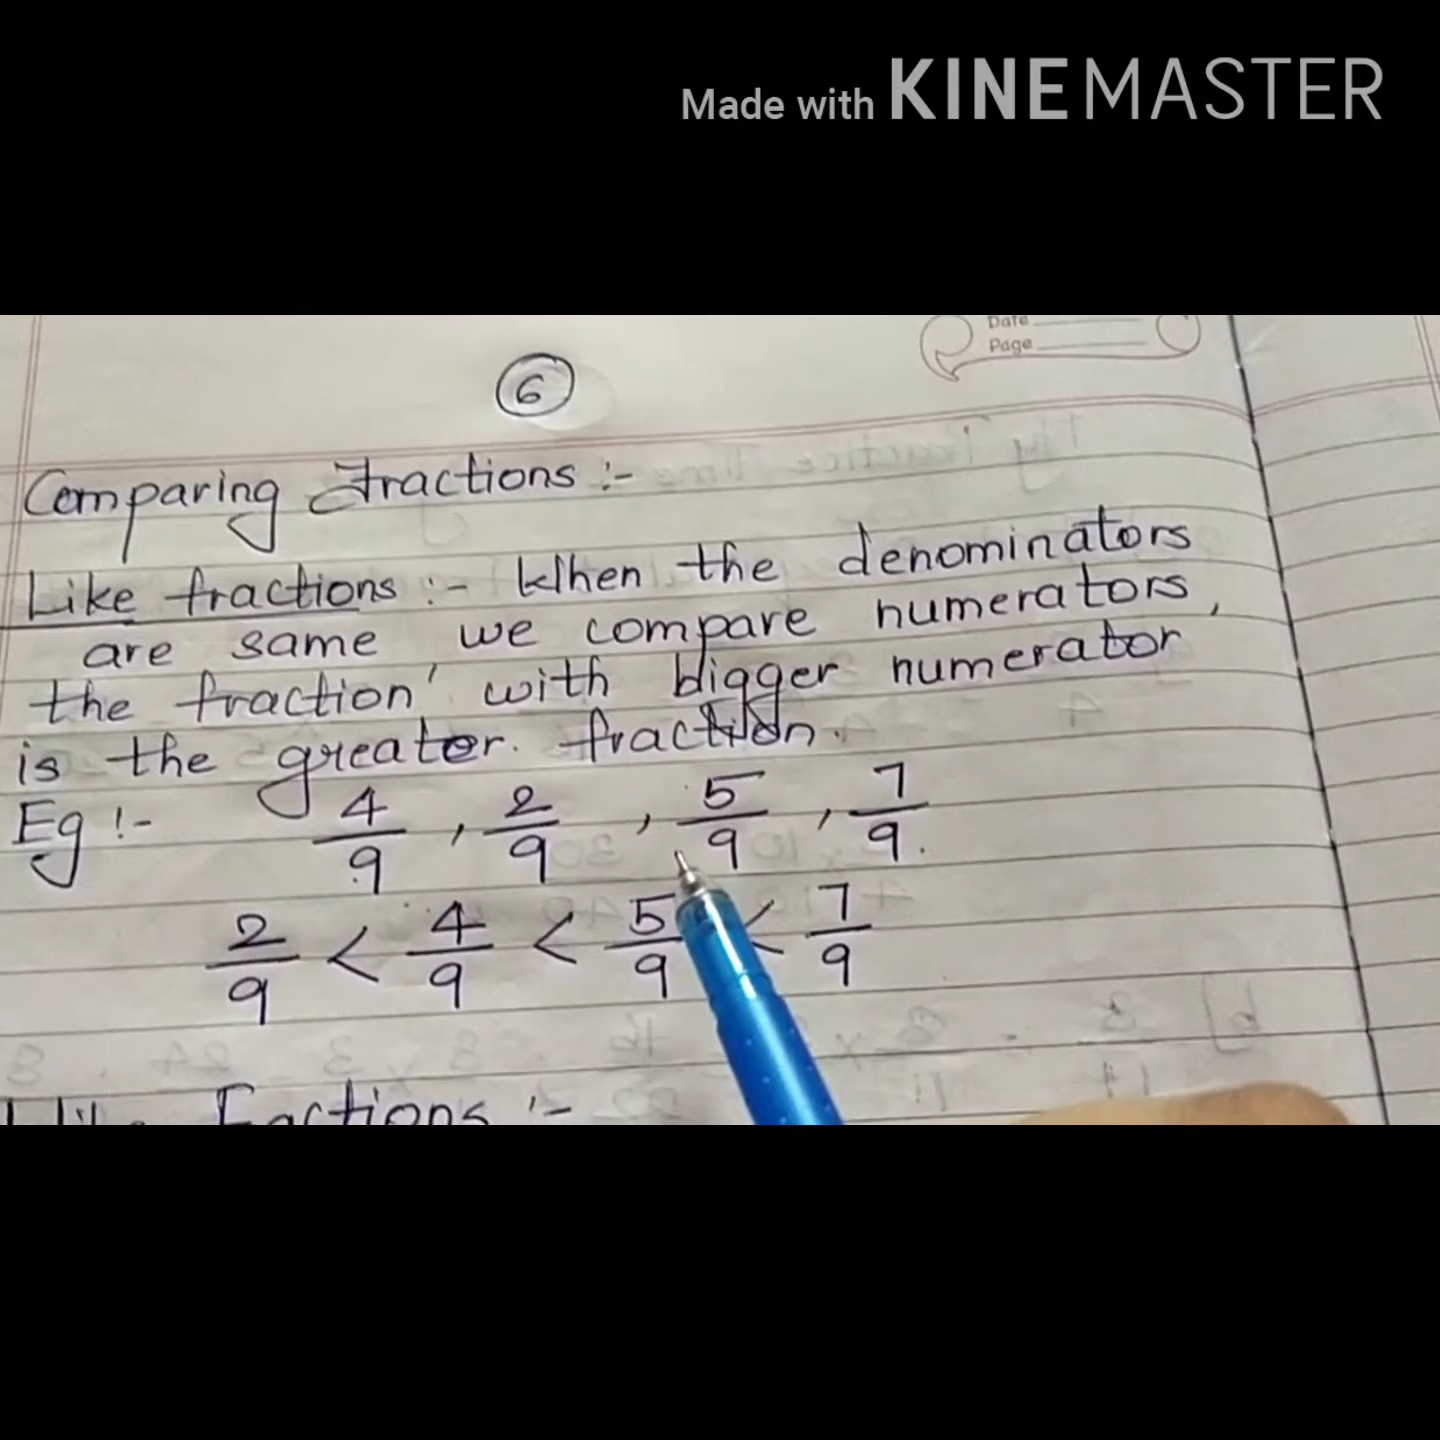 Made with KINEMASTER
Date
Page
6
Comparing Fractions :-
Like fractions :- When the denominators
are same we compare numerators,
the fraction with bigger numerator
is the greater fraction.
Eg :- 4/9 , 2/9 , 5/9 , 7/9.
2/9 < 4/9 < 5/9 < 7/9
Factions :-